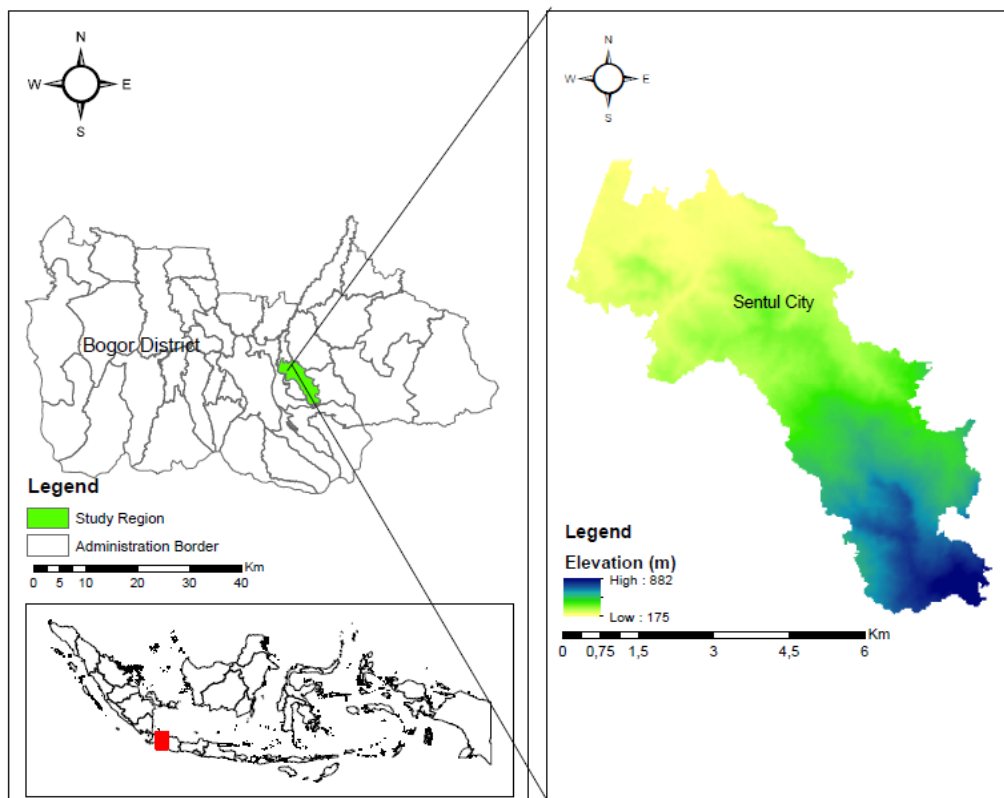 N
W E
S
Bogor District
Legend
Study Region
Administration Border
Km
0 5 10 20 30 40
N
W E
S
Sentul City
Legend
Elevation (m)
High : 882
Low : 175
Km
0 0,75 1,5 3 4,5 6